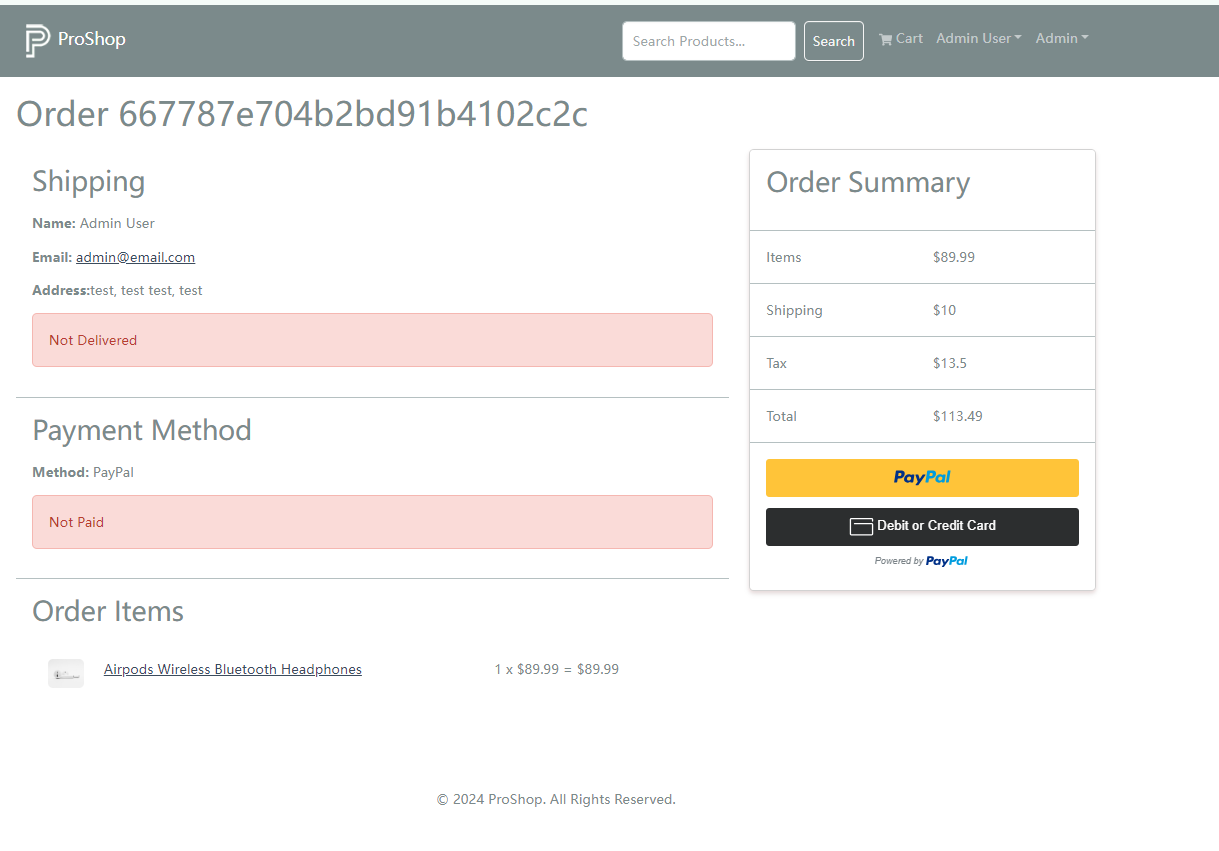 ProShop
Search Products...
Search
Cart
Admin User
Admin
Order 667787e704b2bd91b4102c2c
Shipping
Name: Admin User
Email: admin@email.com
Address:test, test test, test
Not Delivered
Payment Method
Method: PayPal
Not Paid
Order Items
Airpods Wireless Bluetooth Headphones 1 x $89.99 = $89.99
Order Summary
Items $89.99
Shipping $10
Tax $13.5
Total $113.49
PayPal
Debit or Credit Card
Powered by PayPal
© 2024 ProShop. All Rights Reserved.